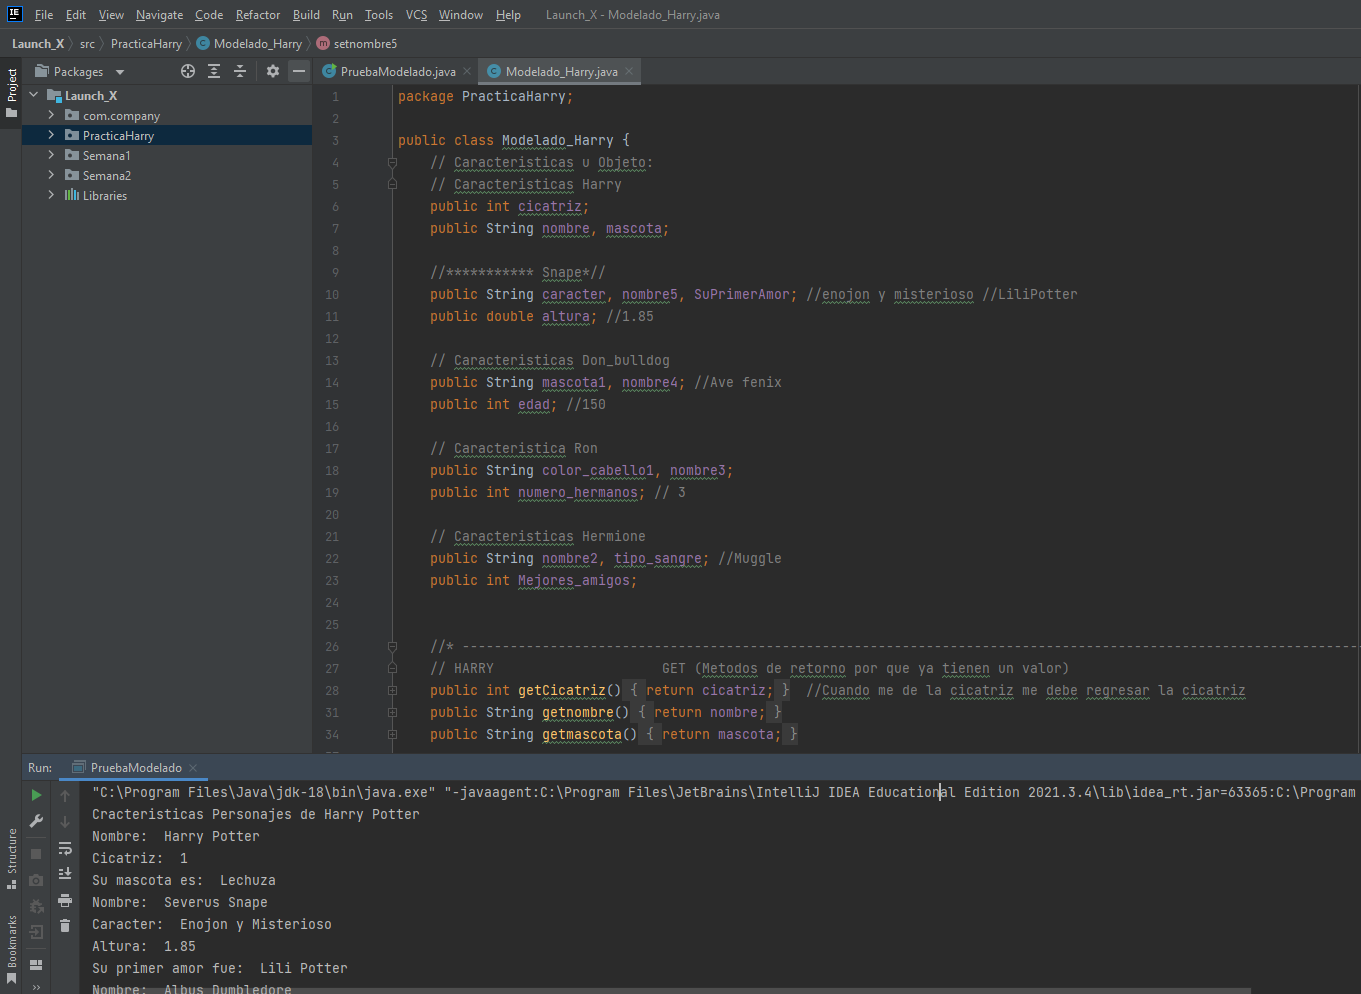 File Edit View Navigate Code Refactor Build Run Tools VCS Window Help Launch_X - Modelado_Harry.java
Launch_X src PracticaHarry Modelado_Harry setnombre5
Project
Packages
Launch_X
com.company
PracticaHarry
Semana1
Semana2
Libraries
PruebaModelado.java Modelado_Harry.java
1 package PracticaHarry;
2
3 public class Modelado_Harry {
4 // Caracteristicas u Objeto:
5 // Caracteristicas Harry
6 public int cicatriz;
7 public String nombre, mascota;
8
9 //*********** Snape*//
10 public String caracter, nombre5, SuPrimerAmor; //enojon y misterioso //LiliPotter
11 public double altura; //1.85
12
13 // Caracteristicas Don_bulldog
14 public String mascota1, nombre4; //Ave fenix
15 public int edad; //150
16
17 // Caracteristica Ron
18 public String color_cabello1, nombre3;
19 public int numero_hermanos; // 3
20
21 // Caracteristicas Hermione
22 public String nombre2, tipo_sangre; //Muggle
23 public int Mejores_amigos;
24
25
26 //* --------------------------------------------------------------------------------------------------------------------
27 // HARRY GET (Metodos de retorno por que ya tienen un valor)
28 public int getCicatriz() { return cicatriz; } //Cuando me de la cicatriz me debe regresar la cicatriz
31 public String getnombre() { return nombre; }
34 public String getmascota() { return mascota; }
Run: PruebaModelado
"C:\Program Files\Java\jdk-18\bin\java.exe" "-javaagent:C:\Program Files\JetBrains\IntelliJ IDEA Educational Edition 2021.3.4\lib\idea_rt.jar=63365:C:\Program
Cracteristicas Personajes de Harry Potter
Nombre: Harry Potter
Cicatriz: 1
Su mascota es: Lechuza
Nombre: Severus Snape
Caracter: Enojon y Misterioso
Altura: 1.85
Su primer amor fue: Lili Potter
Nombre: Albus Dumbledore
Structure
Bookmarks